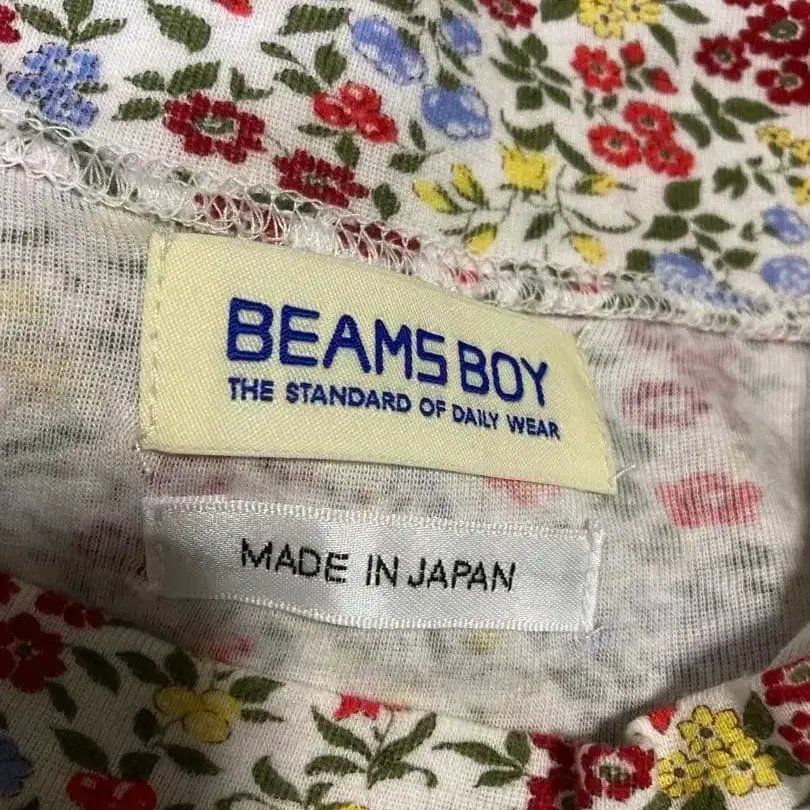 BEAMS BOY
THE STANDARD OF DAILY WEAR
MADE IN JAPAN